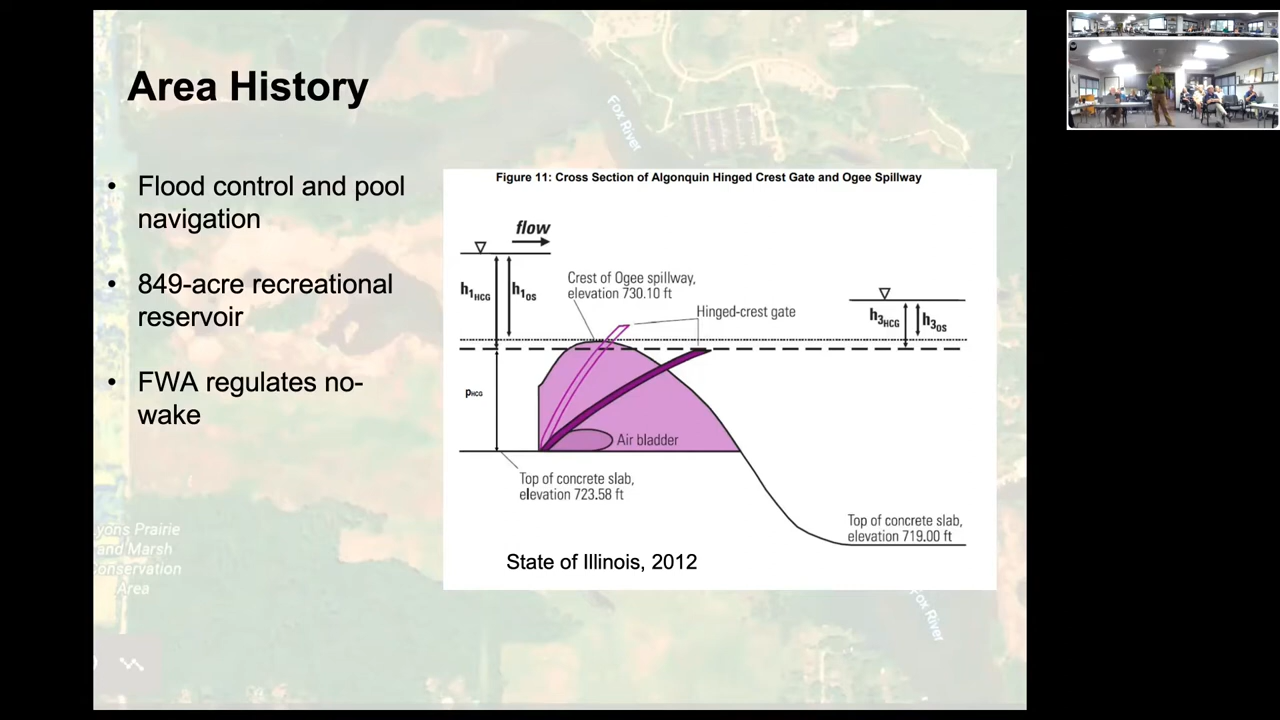 Area History
Fox River
• Flood control and pool
navigation
• 849-acre recreational
reservoir
• FWA regulates no-
wake
Figure 11: Cross Section of Algonquin Hinged Crest Gate and Ogee Spillway
flow
h1HCG
h1OS
Crest of Ogee spillway,
elevation 730.10 ft
Hinged-crest gate
h3HCG
h3OS
PHCG
Air bladder
Top of concrete slab,
elevation 723.58 ft
Top of concrete slab,
elevation 719.00 ft
State of Illinois, 2012
yons Prairie
and Marsh
Conservation
Area
Fox River